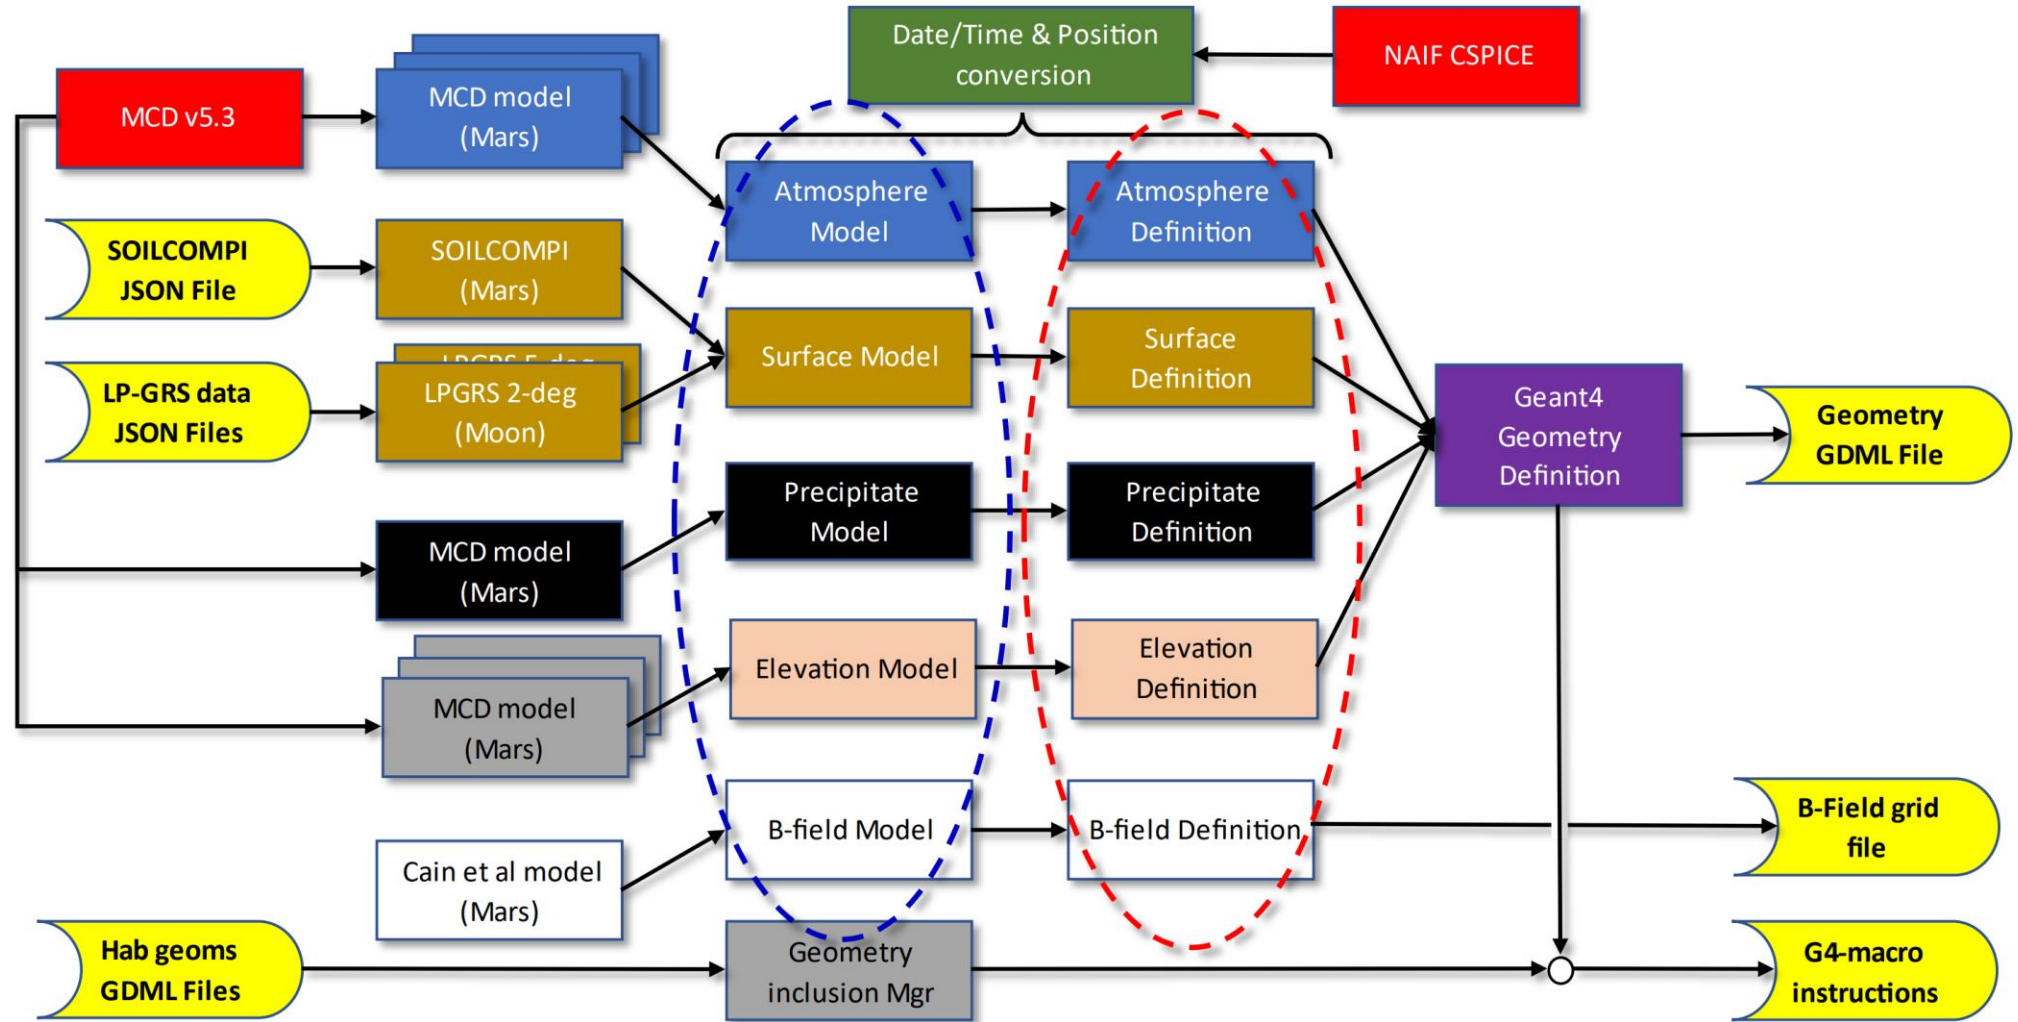 Date/Time & Position
conversion
NAIF CSPICE
MCD v5.3
MCD model
(Mars)
Atmosphere
Model
Atmosphere
Definition
SOILCOMPI
JSON File
SOILCOMPI
(Mars)
Surface Model
Surface
Definition
LP-GRS data
JSON Files
LPGRS 5-deg
LPGRS 2-deg
(Moon)
Geant4
Geometry
Definition
Geometry
GDML File
Precipitate
Model
Precipitate
Definition
MCD model
(Mars)
Elevation Model
Elevation
Definition
MCD model
(Mars)
B-field Model
B-field Definition
B-Field grid
file
Cain et al model
(Mars)
Hab geoms
GDML Files
Geometry
inclusion Mgr
G4-macro
instructions